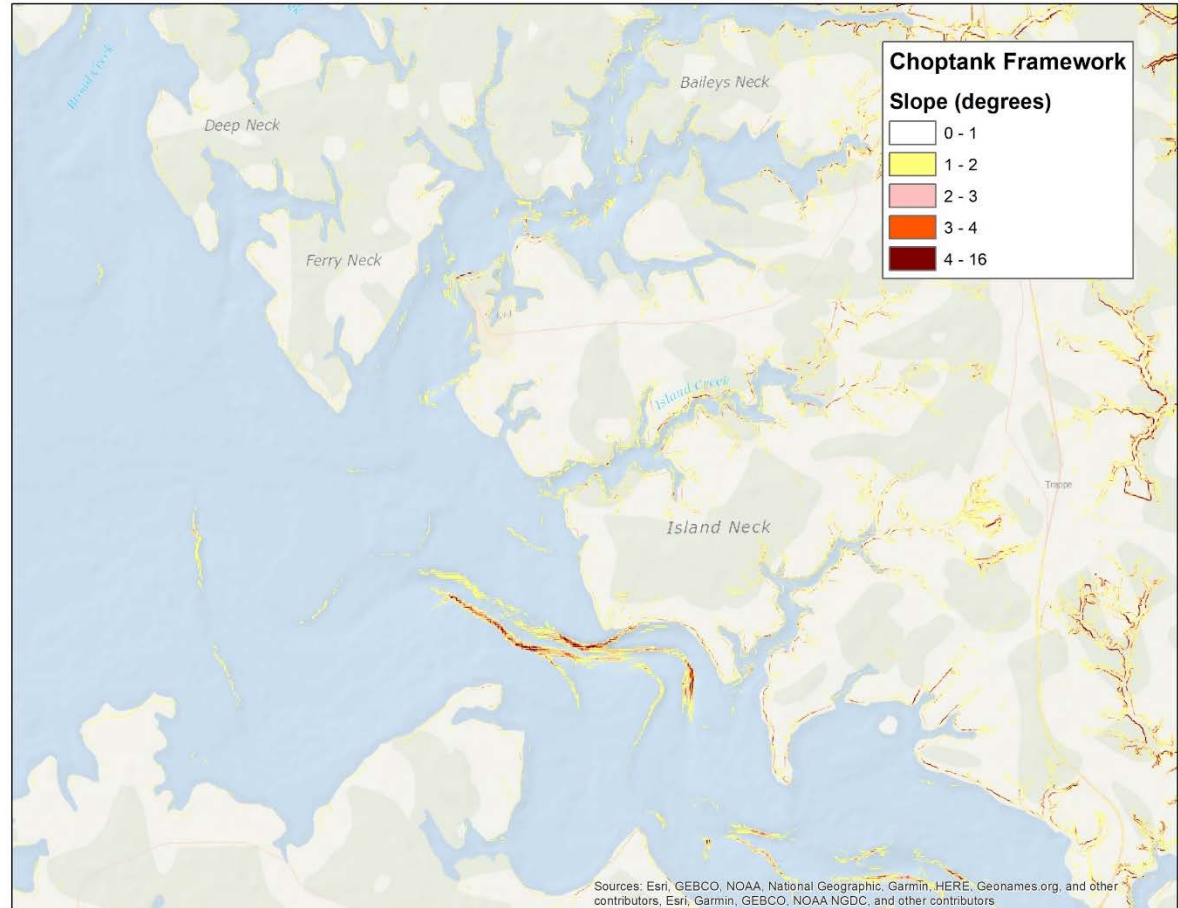 Broad Creek
Choptank Framework
Slope (degrees)
0 - 1
1 - 2
2 - 3
3 - 4
4 - 16
Baileys Neck
Deep Neck
Ferry Neck
Island Creek
Trappe
Island Neck
Sources: Esri, GEBCO, NOAA, National Geographic, Garmin, HERE, Geonames.org, and other
contributors, Esri, Garmin, GEBCO, NOAA NGDC, and other contributors